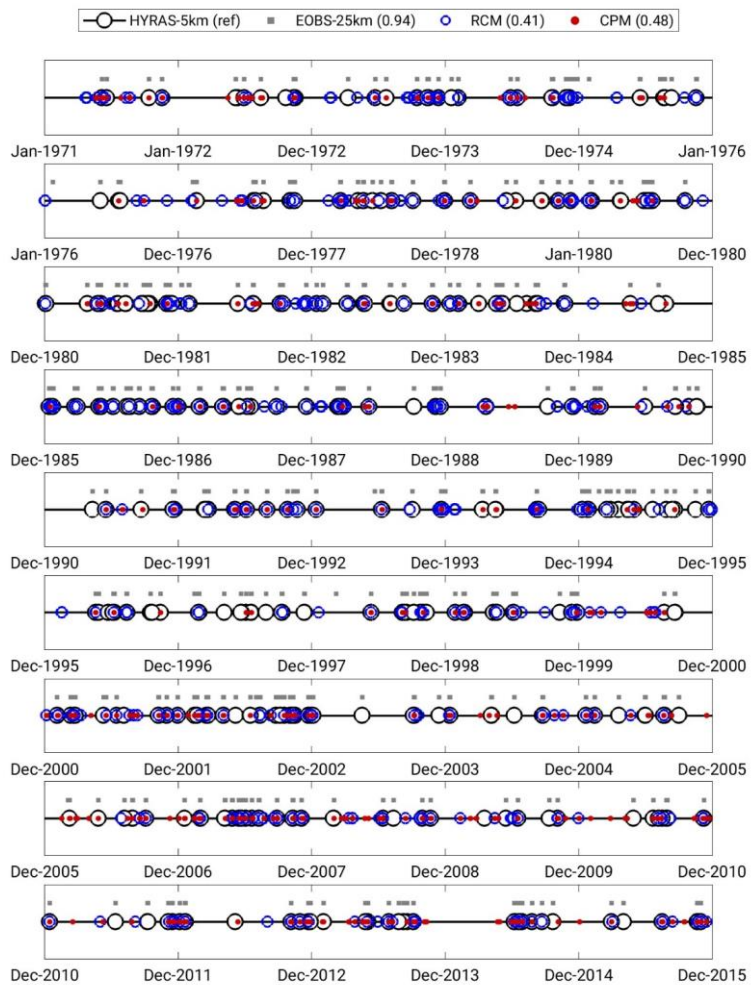 HYRAS-5km (ref) EOBS-25km (0.94) RCM (0.41) CPM (0.48)
Jan-1971 Jan-1972 Dec-1972 Dec-1973 Dec-1974 Jan-1976
Jan-1976 Dec-1976 Dec-1977 Dec-1978 Jan-1980 Dec-1980
Dec-1980 Dec-1981 Dec-1982 Dec-1983 Dec-1984 Dec-1985
Dec-1985 Dec-1986 Dec-1987 Dec-1988 Dec-1989 Dec-1990
Dec-1990 Dec-1991 Dec-1992 Dec-1993 Dec-1994 Dec-1995
Dec-1995 Dec-1996 Dec-1997 Dec-1998 Dec-1999 Dec-2000
Dec-2000 Dec-2001 Dec-2002 Dec-2003 Dec-2004 Dec-2005
Dec-2005 Dec-2006 Dec-2007 Dec-2008 Dec-2009 Dec-2010
Dec-2010 Dec-2011 Dec-2012 Dec-2013 Dec-2014 Dec-2015